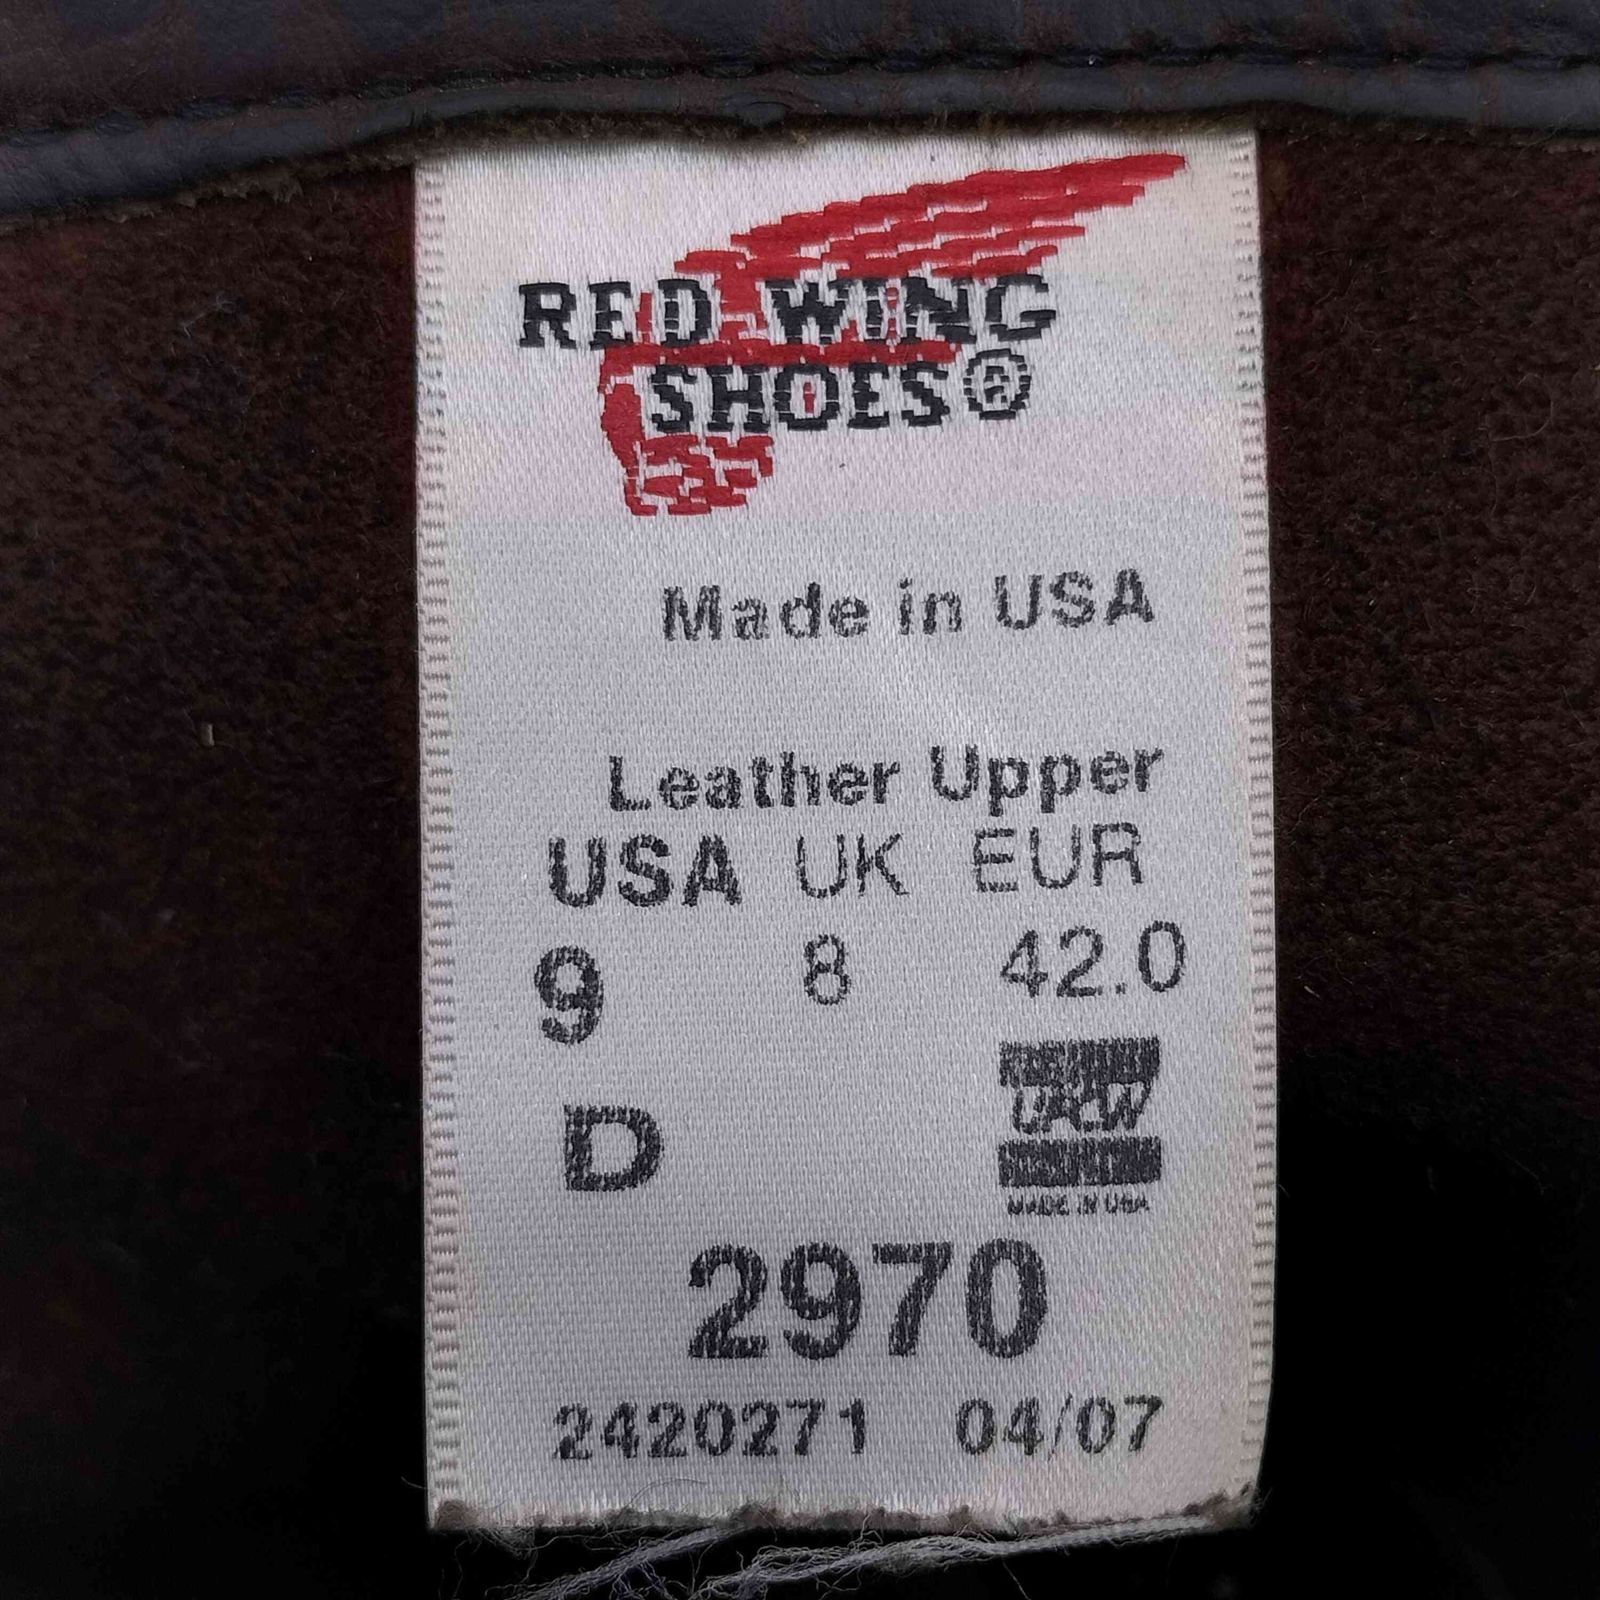 RED WING
SHOES®
Made in USA
Leather Upper
USA UK EUR
9 8 42.0
D
UFCW
MADE IN USA
2970
2420271 04/07